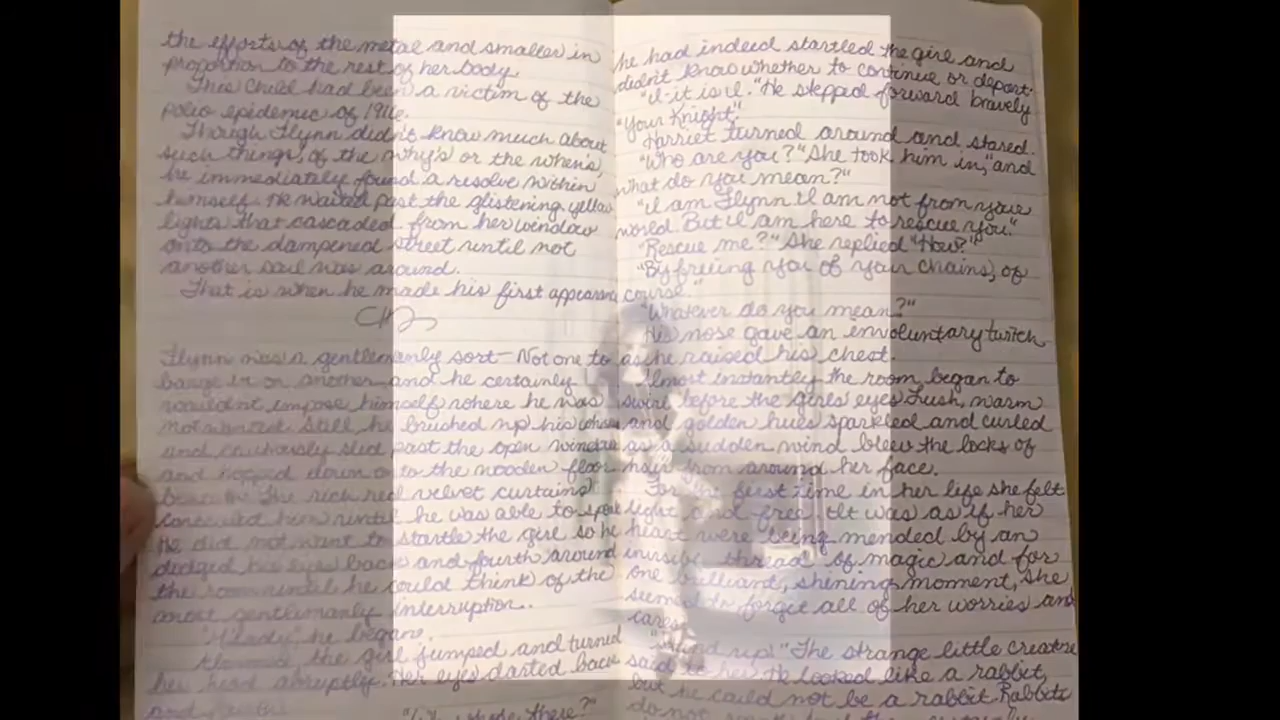 the efforts of the metal and smaller in
proportion to the rest of her body.
This child had been a victim of the
polio epidemic of 1916.
Though Flynn didn't know much about
such things, of the why's or the when's,
he immediately found a resolve within
himself. He waited past the glistening yellow
lights that cascaded from her window
onto the dampened street until not
another soul was around.
That is when he made his first appearance
Flynn was a gentlemanly sort - Not one to
barge in on another and he certainly
wouldn't impose himself where he was
not wanted. Still he brushed up his
and cautiously slid past the open window
and hopped down onto the wooden floor
The rich red velvet curtains
concealed him until he was able to speak
He did not want to startle the girl so he
dodged his eyes back and fourth around
the room until he could think of the
most gentlemanly interruption.
"M'Lady" he began.
the girl jumped and turned
her head abruptly. Her eyes darted back
and
there?"
he had indeed startled the girl and
didn't know whether to continue or depart.
"I-it is I." He stepped forward bravely
"Your Knight."
Harriet turned around and stared.
"Who are you?" She took him in, "and
what do you mean?"
"I am Flynn I am not from your
world. But I am here to rescue you."
"Rescue me?" She replied "How?"
"By freeing you of your chains, of
course."
"Whatever do you mean?"
His nose gave an involuntary twitch
as he raised his chest.
Almost instantly the room began to
swirl before the girls eyes. Lush, warm
and golden hues sparkled and curled
as a sudden wind blew the locks of
hair from around her face.
For the first time in her life she felt
light and free. It was as if her
heart were being mended by an
invisible thread of magic and for
one brilliant, shining moment, she
seemed to forget all of her worries and
cares.
"Stand up!" The strange little creature
said to her. He looked like a rabbit,
but he could not be a rabbit. Rabbits
do not